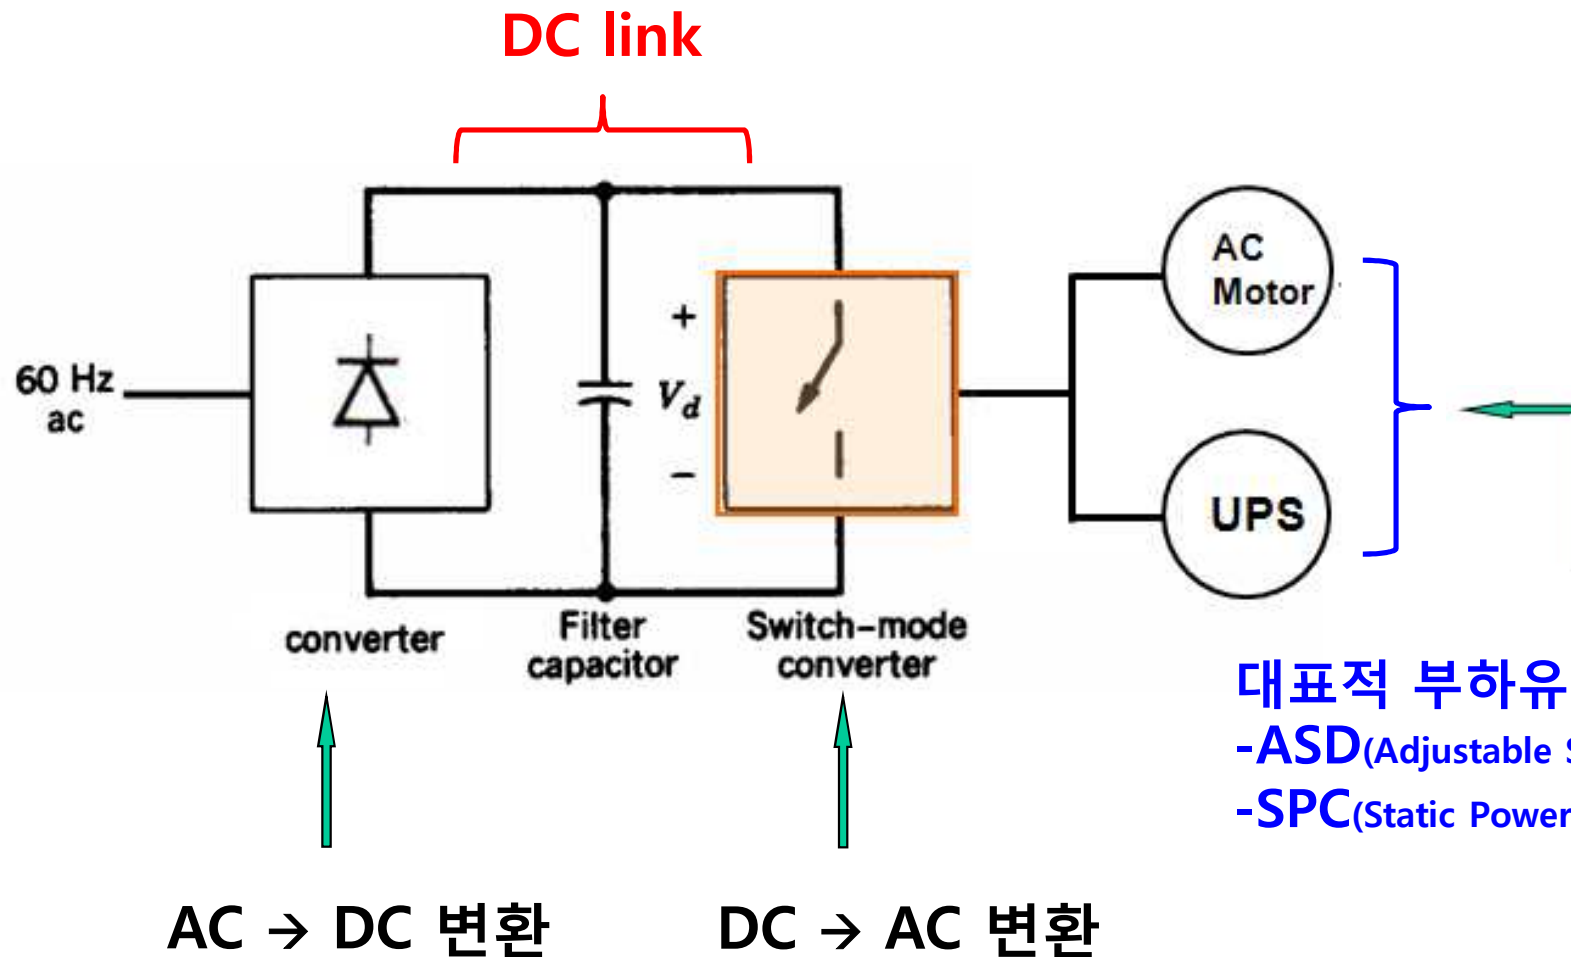 DC link
60 Hz
ac
+
V_d
−
AC
Motor
UPS
converter
Filter
capacitor
Switch-mode
converter
대표적 부하유
-ASD(Adjustable S
-SPC(Static Power
AC → DC 변환
DC → AC 변환